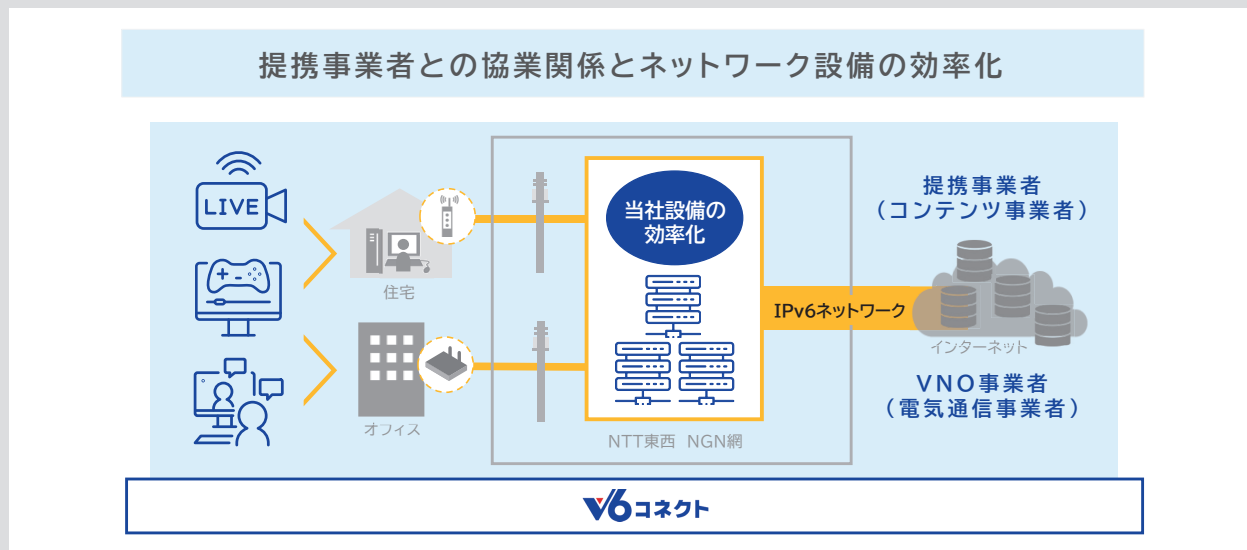 提携事業者との協業関係とネットワーク設備の効率化
LIVE
住宅
オフィス
当社設備の
効率化
NTT東西 NGN網
IPv6ネットワーク
提携事業者
（コンテンツ事業者）
インターネット
VNO事業者
（電気通信事業者）
V6コネクト